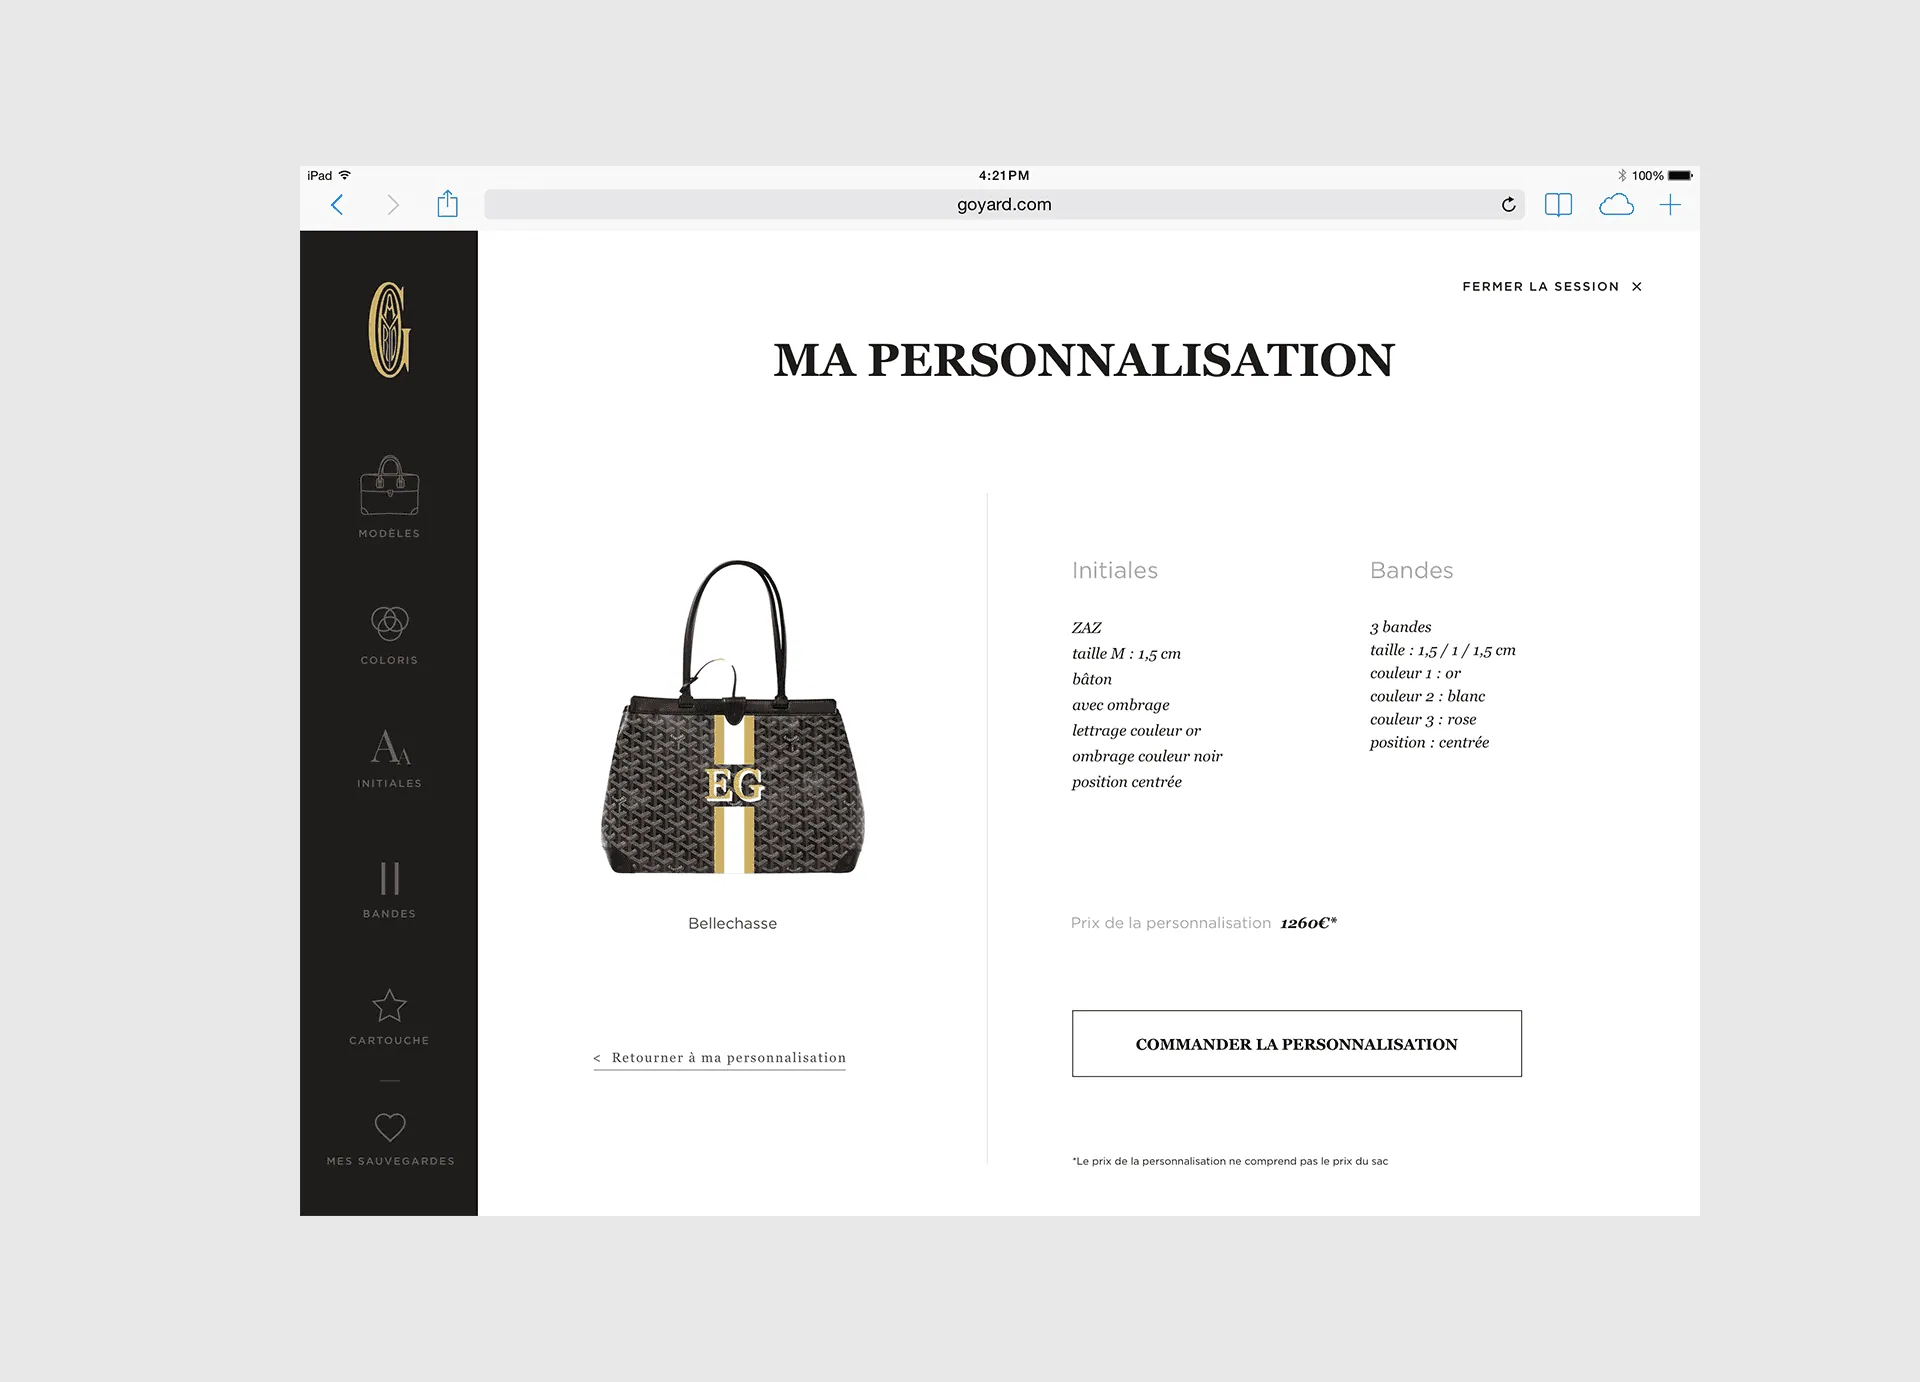 iPad
4:21PM
100%
goyard.com
FERMER LA SESSION ×
MA PERSONNALISATION
MODÈLES
COLORIS
INITIALES
BANDES
CARTOUCHE
MES SAUVEGARDES
EG
Bellechasse
< Retourner à ma personnalisation
Initiales
ZAZ
taille M : 1,5 cm
bâton
avec ombrage
lettrage couleur or
ombrage couleur noir
position centrée
Bandes
3 bandes
taille : 1,5 / 1 / 1,5 cm
couleur 1 : or
couleur 2 : blanc
couleur 3 : rose
position : centrée
Prix de la personnalisation 1260€*
COMMANDER LA PERSONNALISATION
*Le prix de la personnalisation ne comprend pas le prix du sac